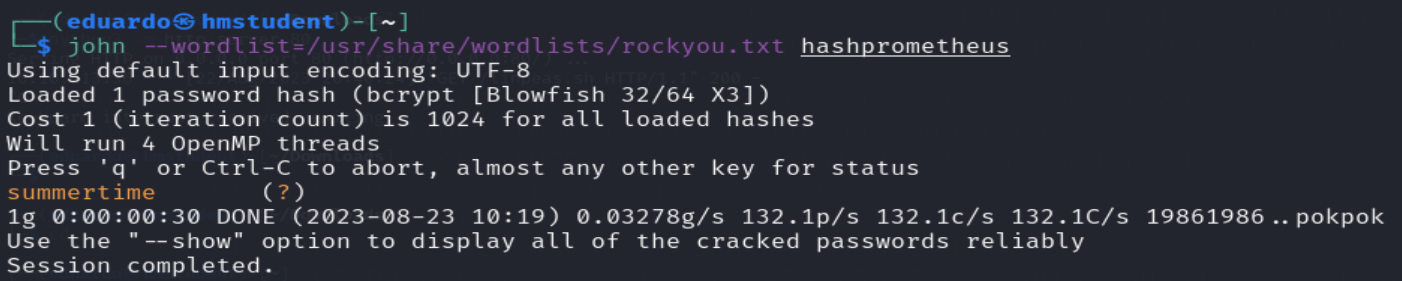 ┌──(eduardo㉿hmstudent)-[~]
└─$ john --wordlist=/usr/share/wordlists/rockyou.txt hashprometheus
Using default input encoding: UTF-8
Loaded 1 password hash (bcrypt [Blowfish 32/64 X3])
Cost 1 (iteration count) is 1024 for all loaded hashes
Will run 4 OpenMP threads
Press 'q' or Ctrl-C to abort, almost any other key for status
summertime       (?)
1g 0:00:00:30 DONE (2023-08-23 10:19) 0.03278g/s 132.1p/s 132.1c/s 132.1C/s 19861986..pokpok
Use the "--show" option to display all of the cracked passwords reliably
Session completed.